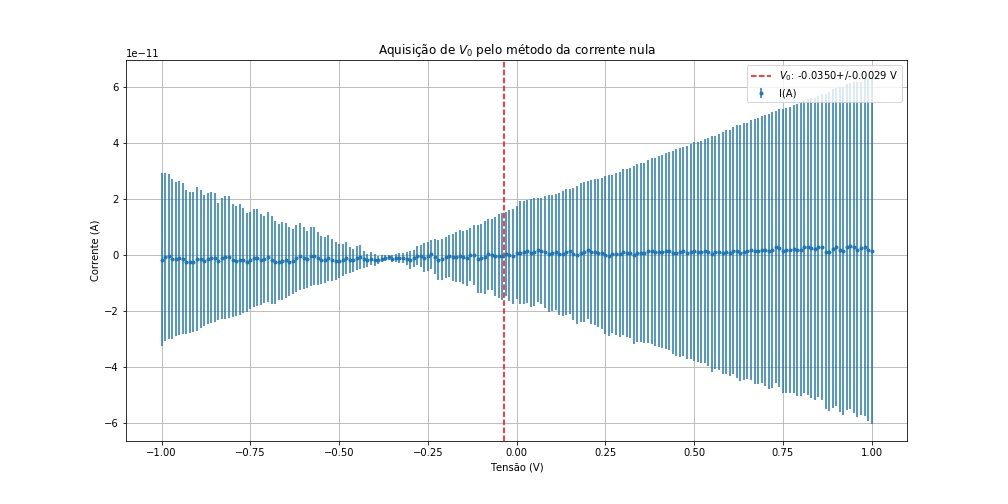 Aquisição de V₀ pelo método da corrente nula
1e−11
V₀: -0.0350+/-0.0029 V
I(A)
6
4
2
0
−2
−4
−6
Corrente (A)
−1.00 −0.75 −0.50 −0.25 0.00 0.25 0.50 0.75 1.00
Tensão (V)